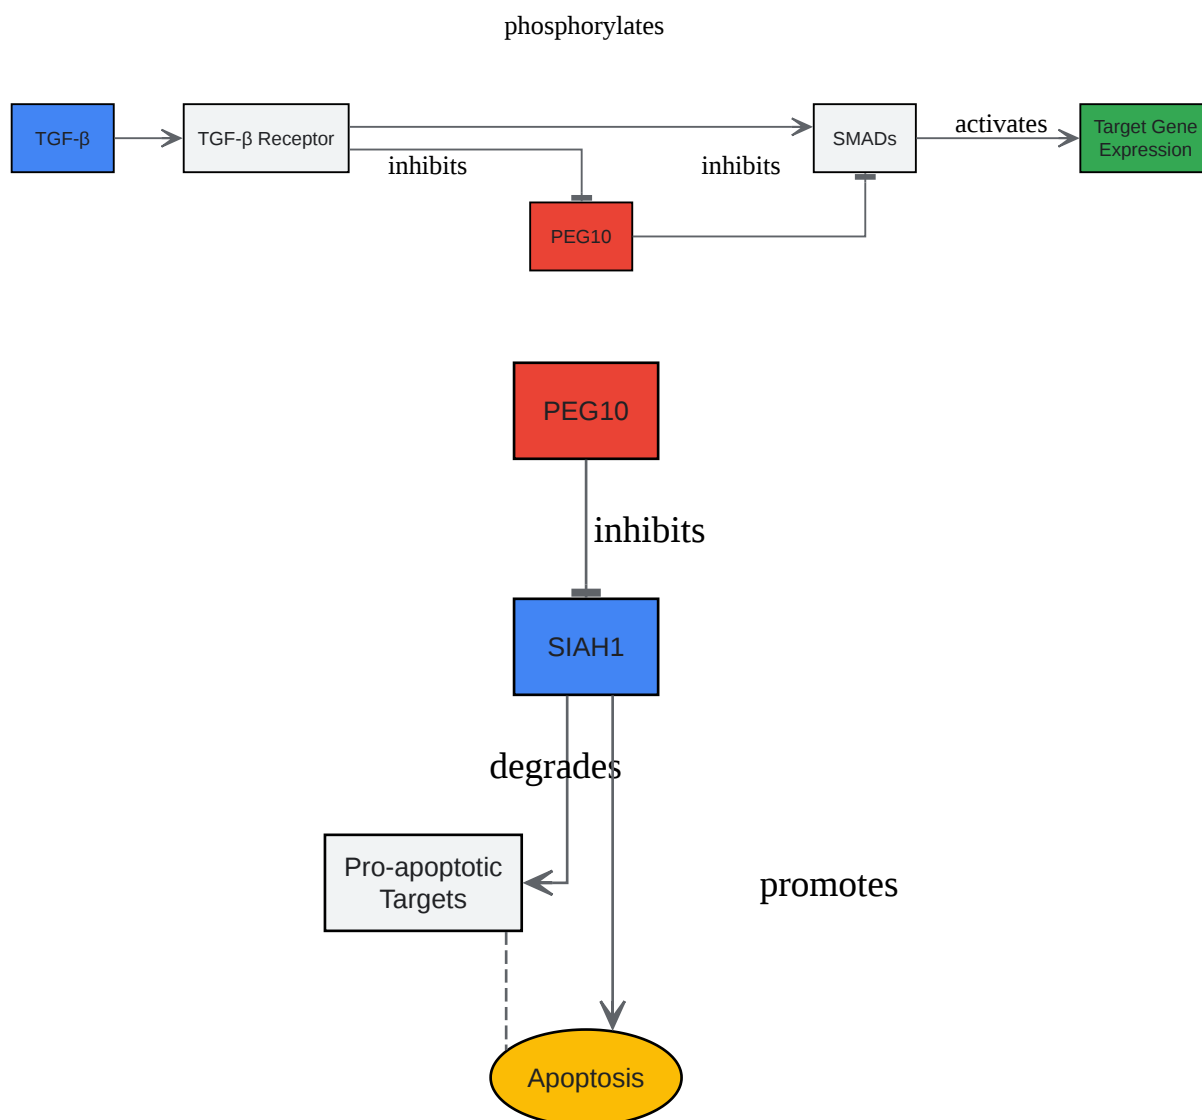 phosphorylates
TGF-β
TGF-β Receptor
SMADs
activates
Target Gene
Expression
inhibits
inhibits
PEG10
PEG10
inhibits
SIAH1
degrades
Pro-apoptotic
Targets
promotes
Apoptosis